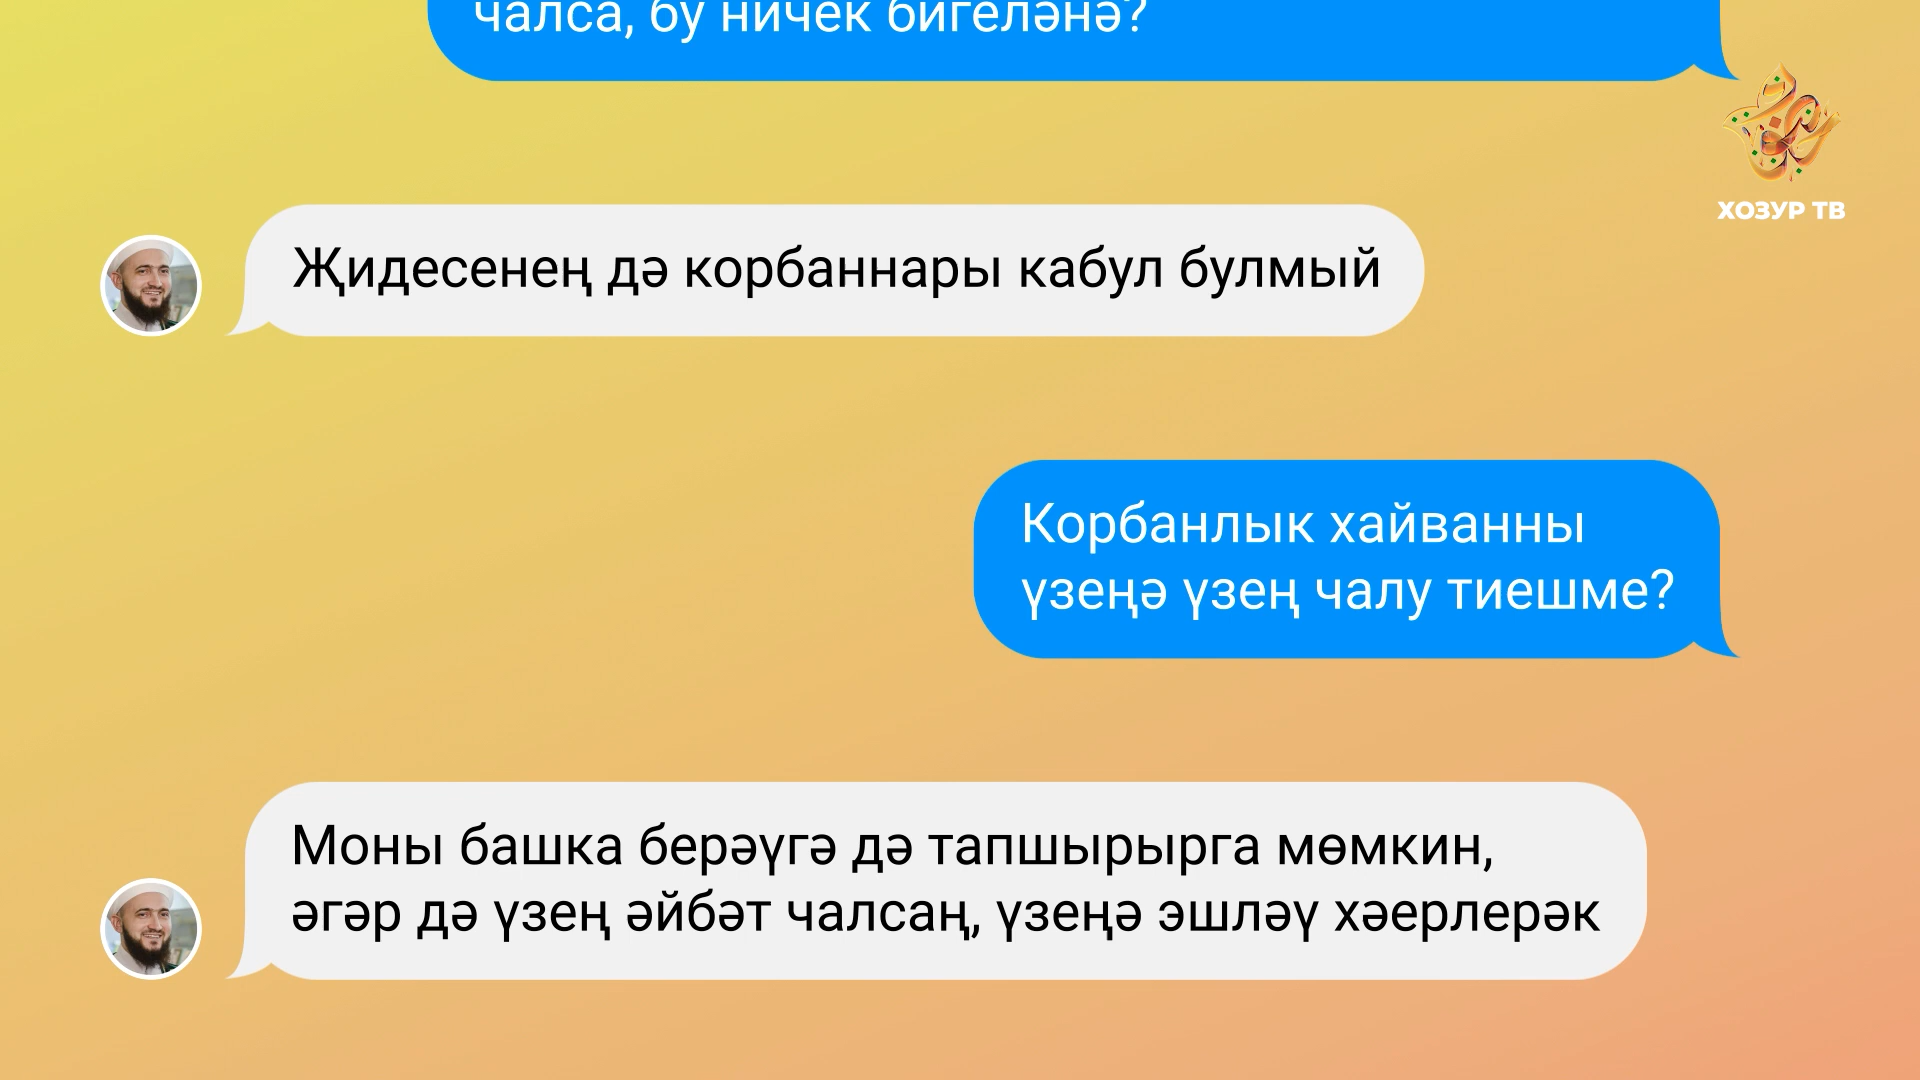 чалса, бу ничек бигеләнә?
ХОЗУР ТВ
Җидесенең дә корбаннары кабул булмый
Корбанлык хайванны
үзеңә үзең чалу тиешме?
Моны башка берәүгә дә тапшырырга мөмкин,
әгәр дә үзең әйбәт чалсаң, үзеңә эшләү хәерлерәк